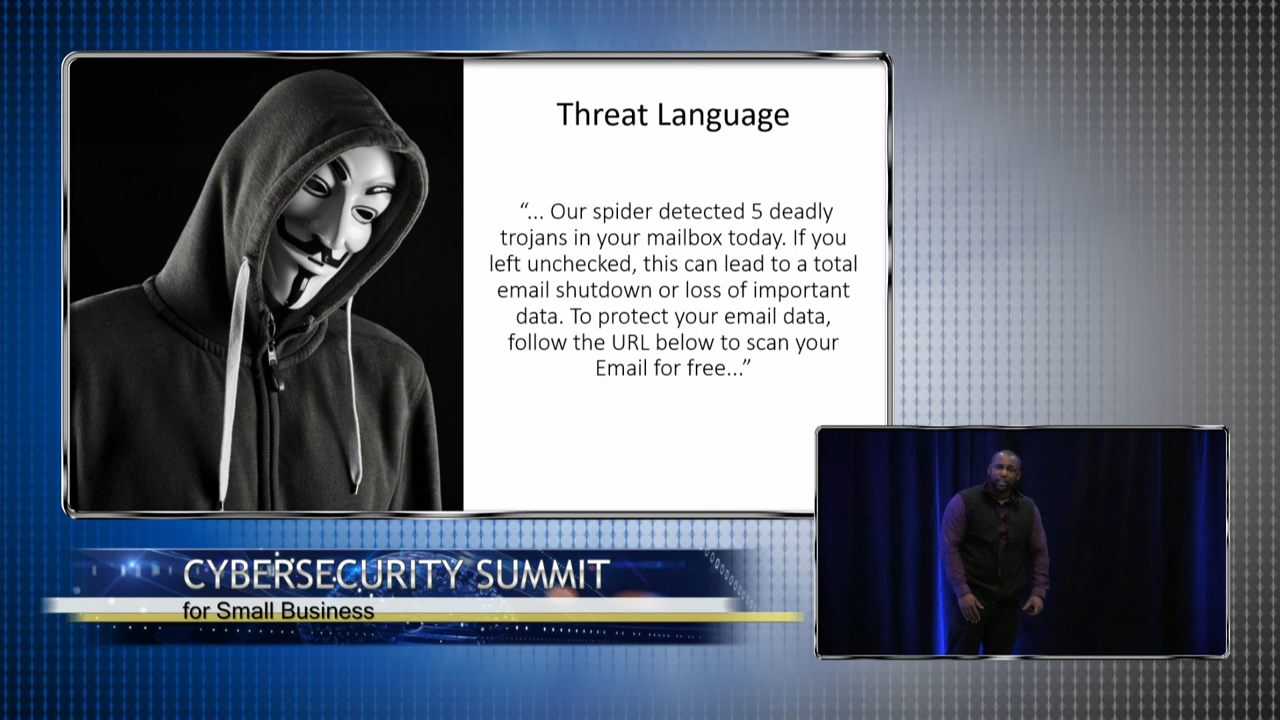 Threat Language
“... Our spider detected 5 deadly
trojans in your mailbox today. If you
left unchecked, this can lead to a total
email shutdown or loss of important
data. To protect your email data,
follow the URL below to scan your
Email for free...”
CYBERSECURITY SUMMIT
for Small Business